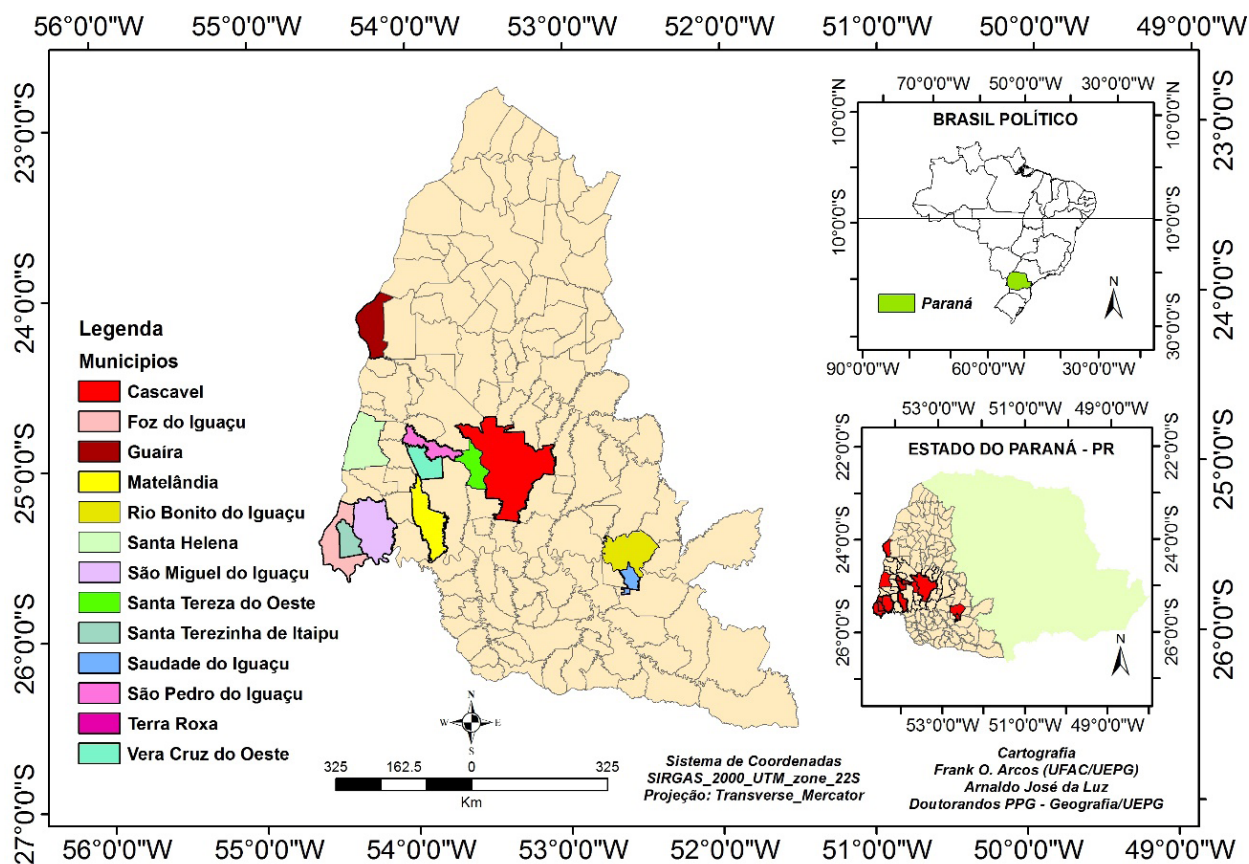 56°0'0"W 55°0'0"W 54°0'0"W 53°0'0"W 52°0'0"W 51°0'0"W 50°0'0"W 49°0'0"W
23°0'0"S
24°0'0"S
25°0'0"S
26°0'0"S
27°0'0"S
Legenda
Municipios
Cascavel
Foz do Iguaçu
Guaíra
Matelândia
Rio Bonito do Iguaçu
Santa Helena
São Miguel do Iguaçu
Santa Tereza do Oeste
Santa Terezinha de Itaipu
Saudade do Iguaçu
São Pedro do Iguaçu
Terra Roxa
Vera Cruz do Oeste
N
W E
S
325 162.5 0 325
Km
Sistema de Coordenadas
SIRGAS_2000_UTM_zone_22S
Projeção: Transverse_Mercator
70°0'0"W 50°0'0"W 30°0'0"W
BRASIL POLÍTICO
10°0'0"N
10°0'0"S
10°0'0"N
10°0'0"S
30°0'0"S
Paraná
N
90°0'0"W 60°0'0"W 30°0'0"W
53°0'0"W 51°0'0"W 49°0'0"W
ESTADO DO PARANÁ - PR
22°0'0"S
24°0'0"S
26°0'0"S
22°0'0"S
24°0'0"S
26°0'0"S
N
53°0'0"W 51°0'0"W 49°0'0"W
Cartografia
Frank O. Arcos (UFAC/UEPG)
Arnaldo José da Luz
Doutorandos PPG - Geografia/UEPG
23°0'0"S
24°0'0"S
25°0'0"S
26°0'0"S
27°0'0"S
56°0'0"W 55°0'0"W 54°0'0"W 53°0'0"W 52°0'0"W 51°0'0"W 50°0'0"W 49°0'0"W